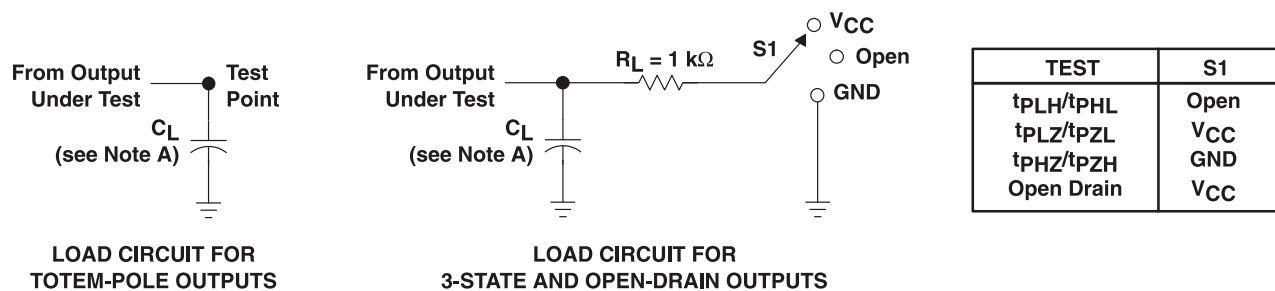 From Output
Under Test
Test
Point
CL
(see Note A)
LOAD CIRCUIT FOR
TOTEM-POLE OUTPUTS
From Output
Under Test
RL = 1 kΩ
S1
VCC
Open
GND
CL
(see Note A)
LOAD CIRCUIT FOR
3-STATE AND OPEN-DRAIN OUTPUTS
TEST S1
tPLH/tPHL Open
tPLZ/tPZL VCC
tPHZ/tPZH GND
Open Drain VCC